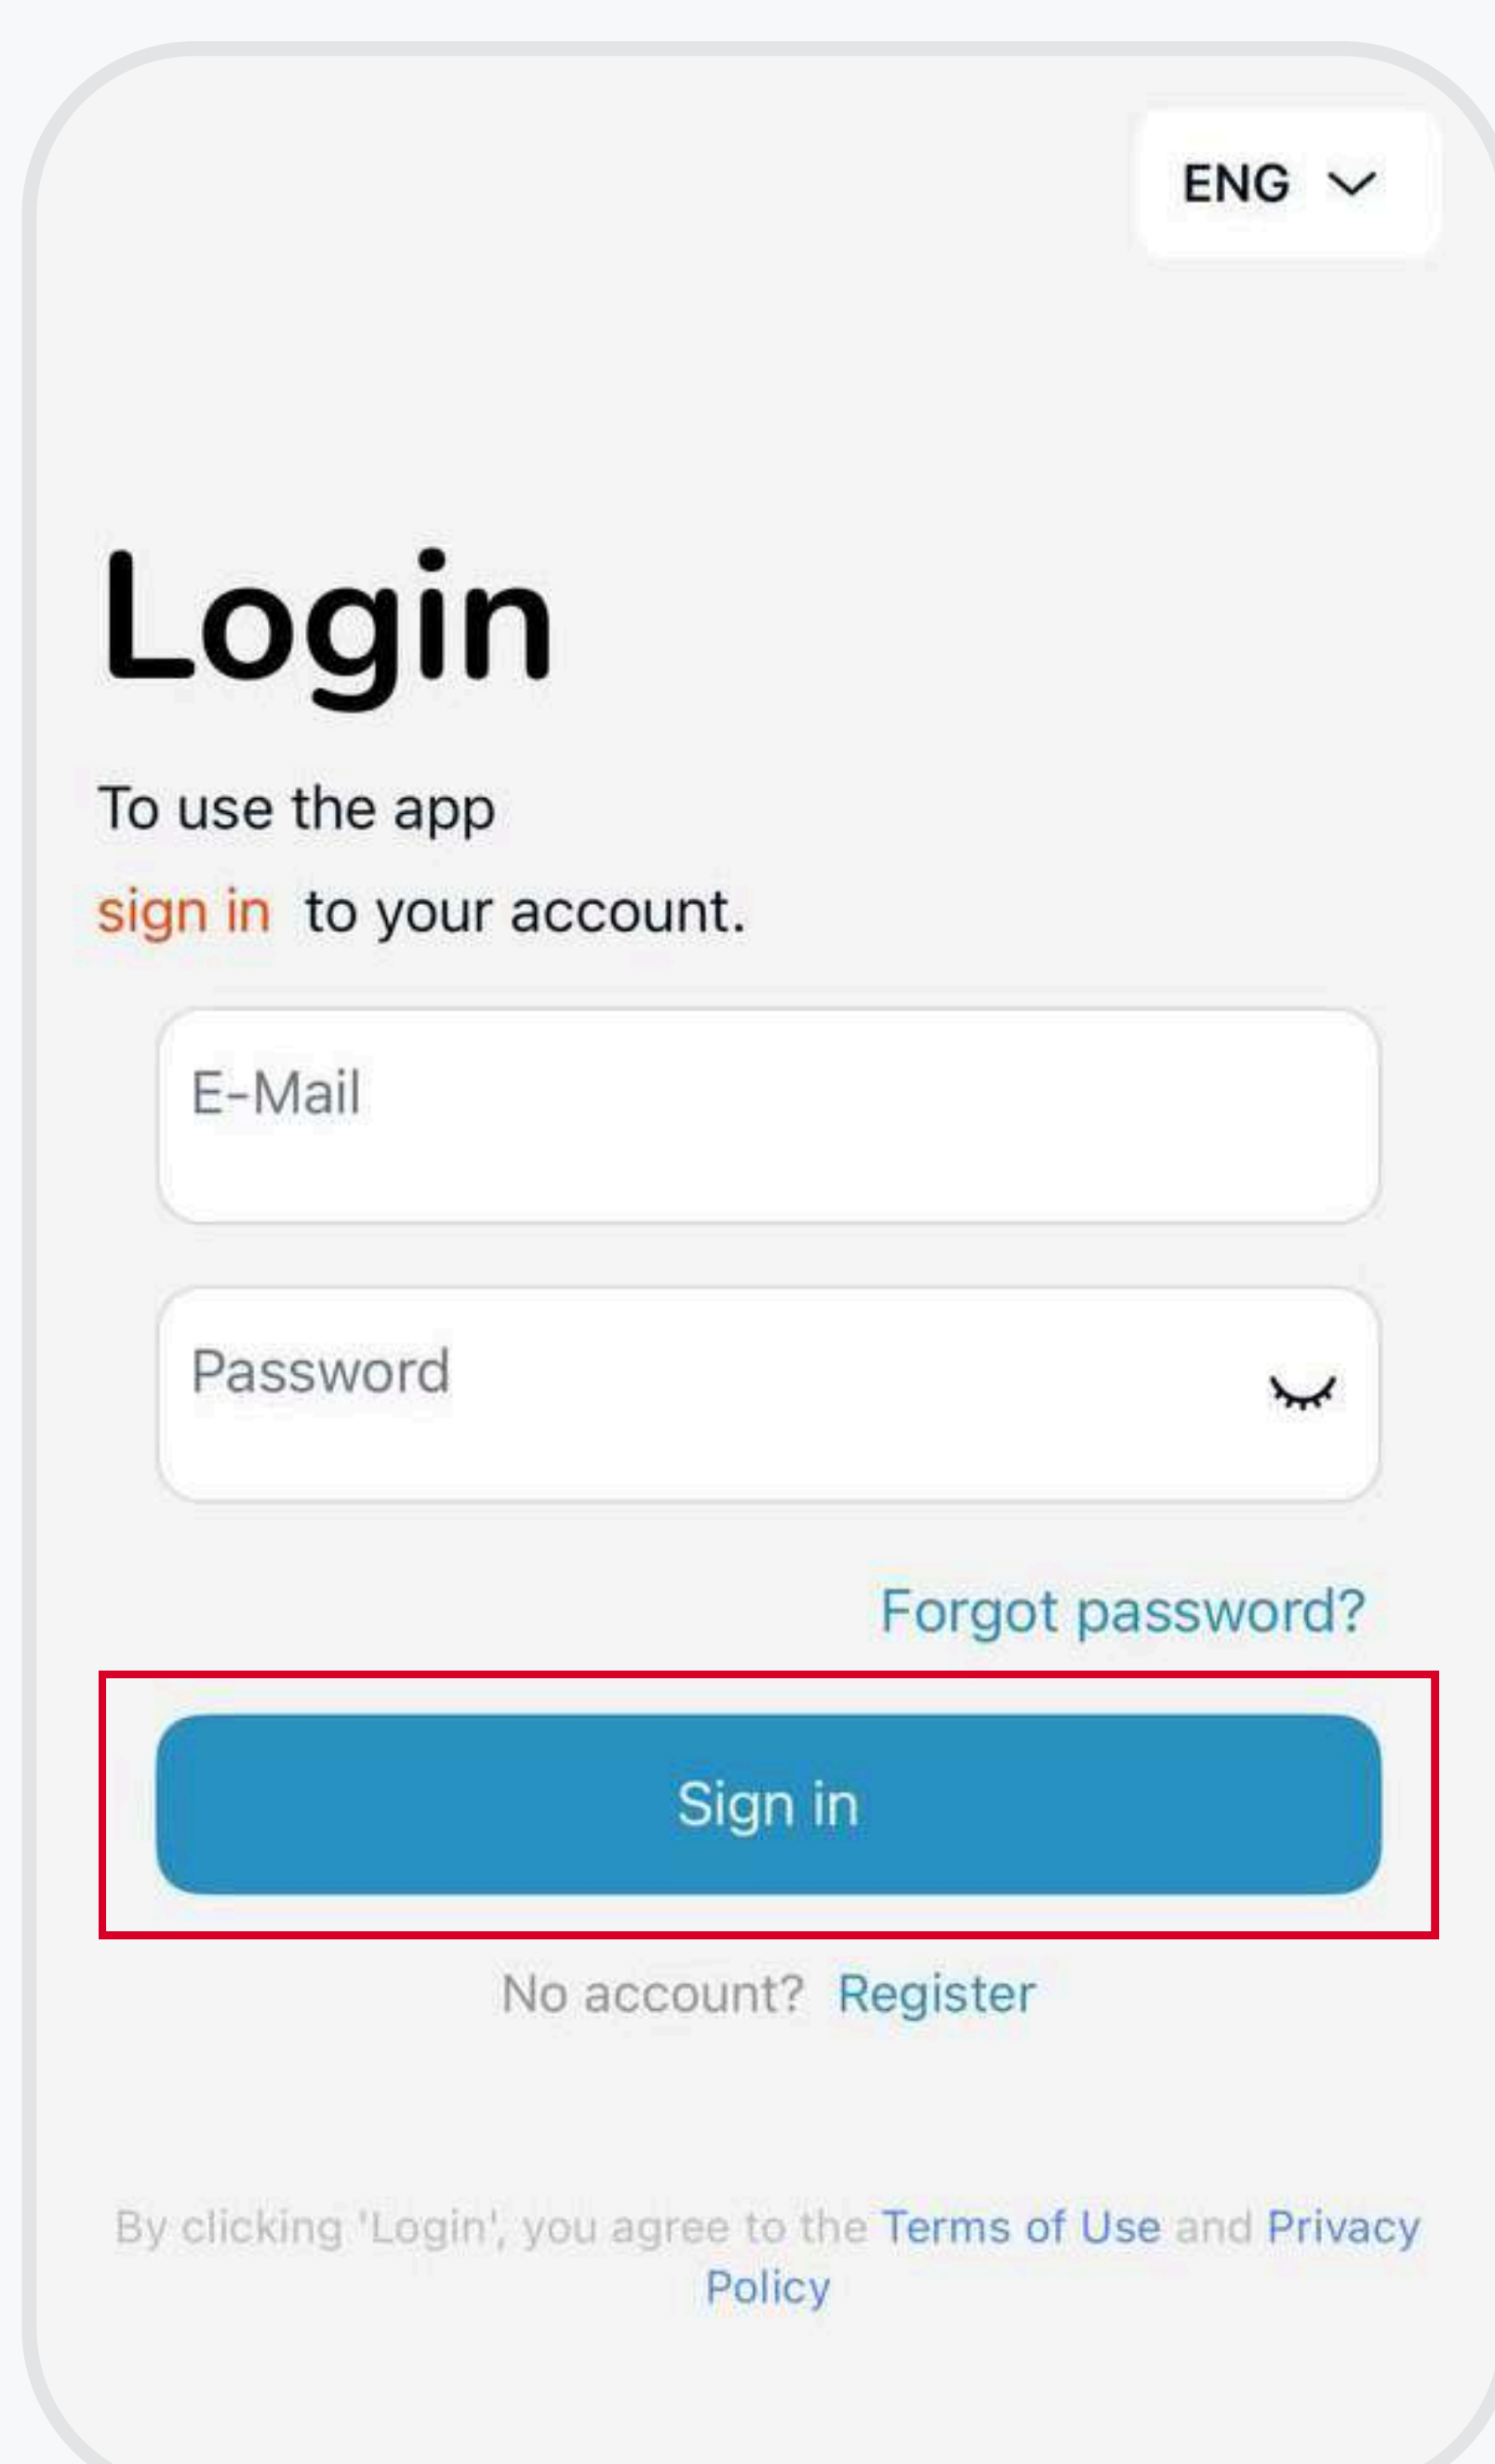 ENG
Login
To use the app
sign in to your account.
E-Mail
Password
Forgot password?
Sign in
No account? Register
By clicking 'Login', you agree to the Terms of Use and Privacy
Policy